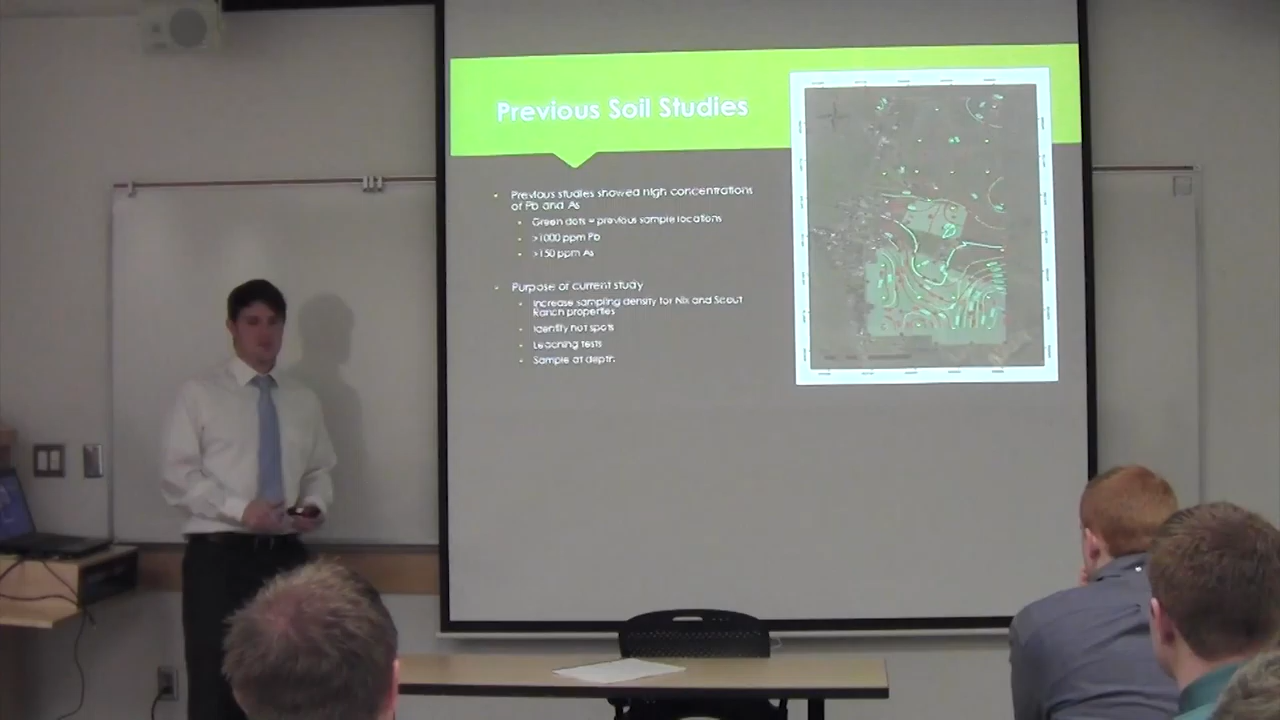 Previous Soil Studies
Previous studies showed high concentrations
of Pb and As
Green dots = previous sample locations
>1000 ppm Pb
>150 ppm As
Purpose of current study
Increase sampling density for Nix and Scout
Ranch properties
Identify hot spots
Leaching tests
Sample at depth